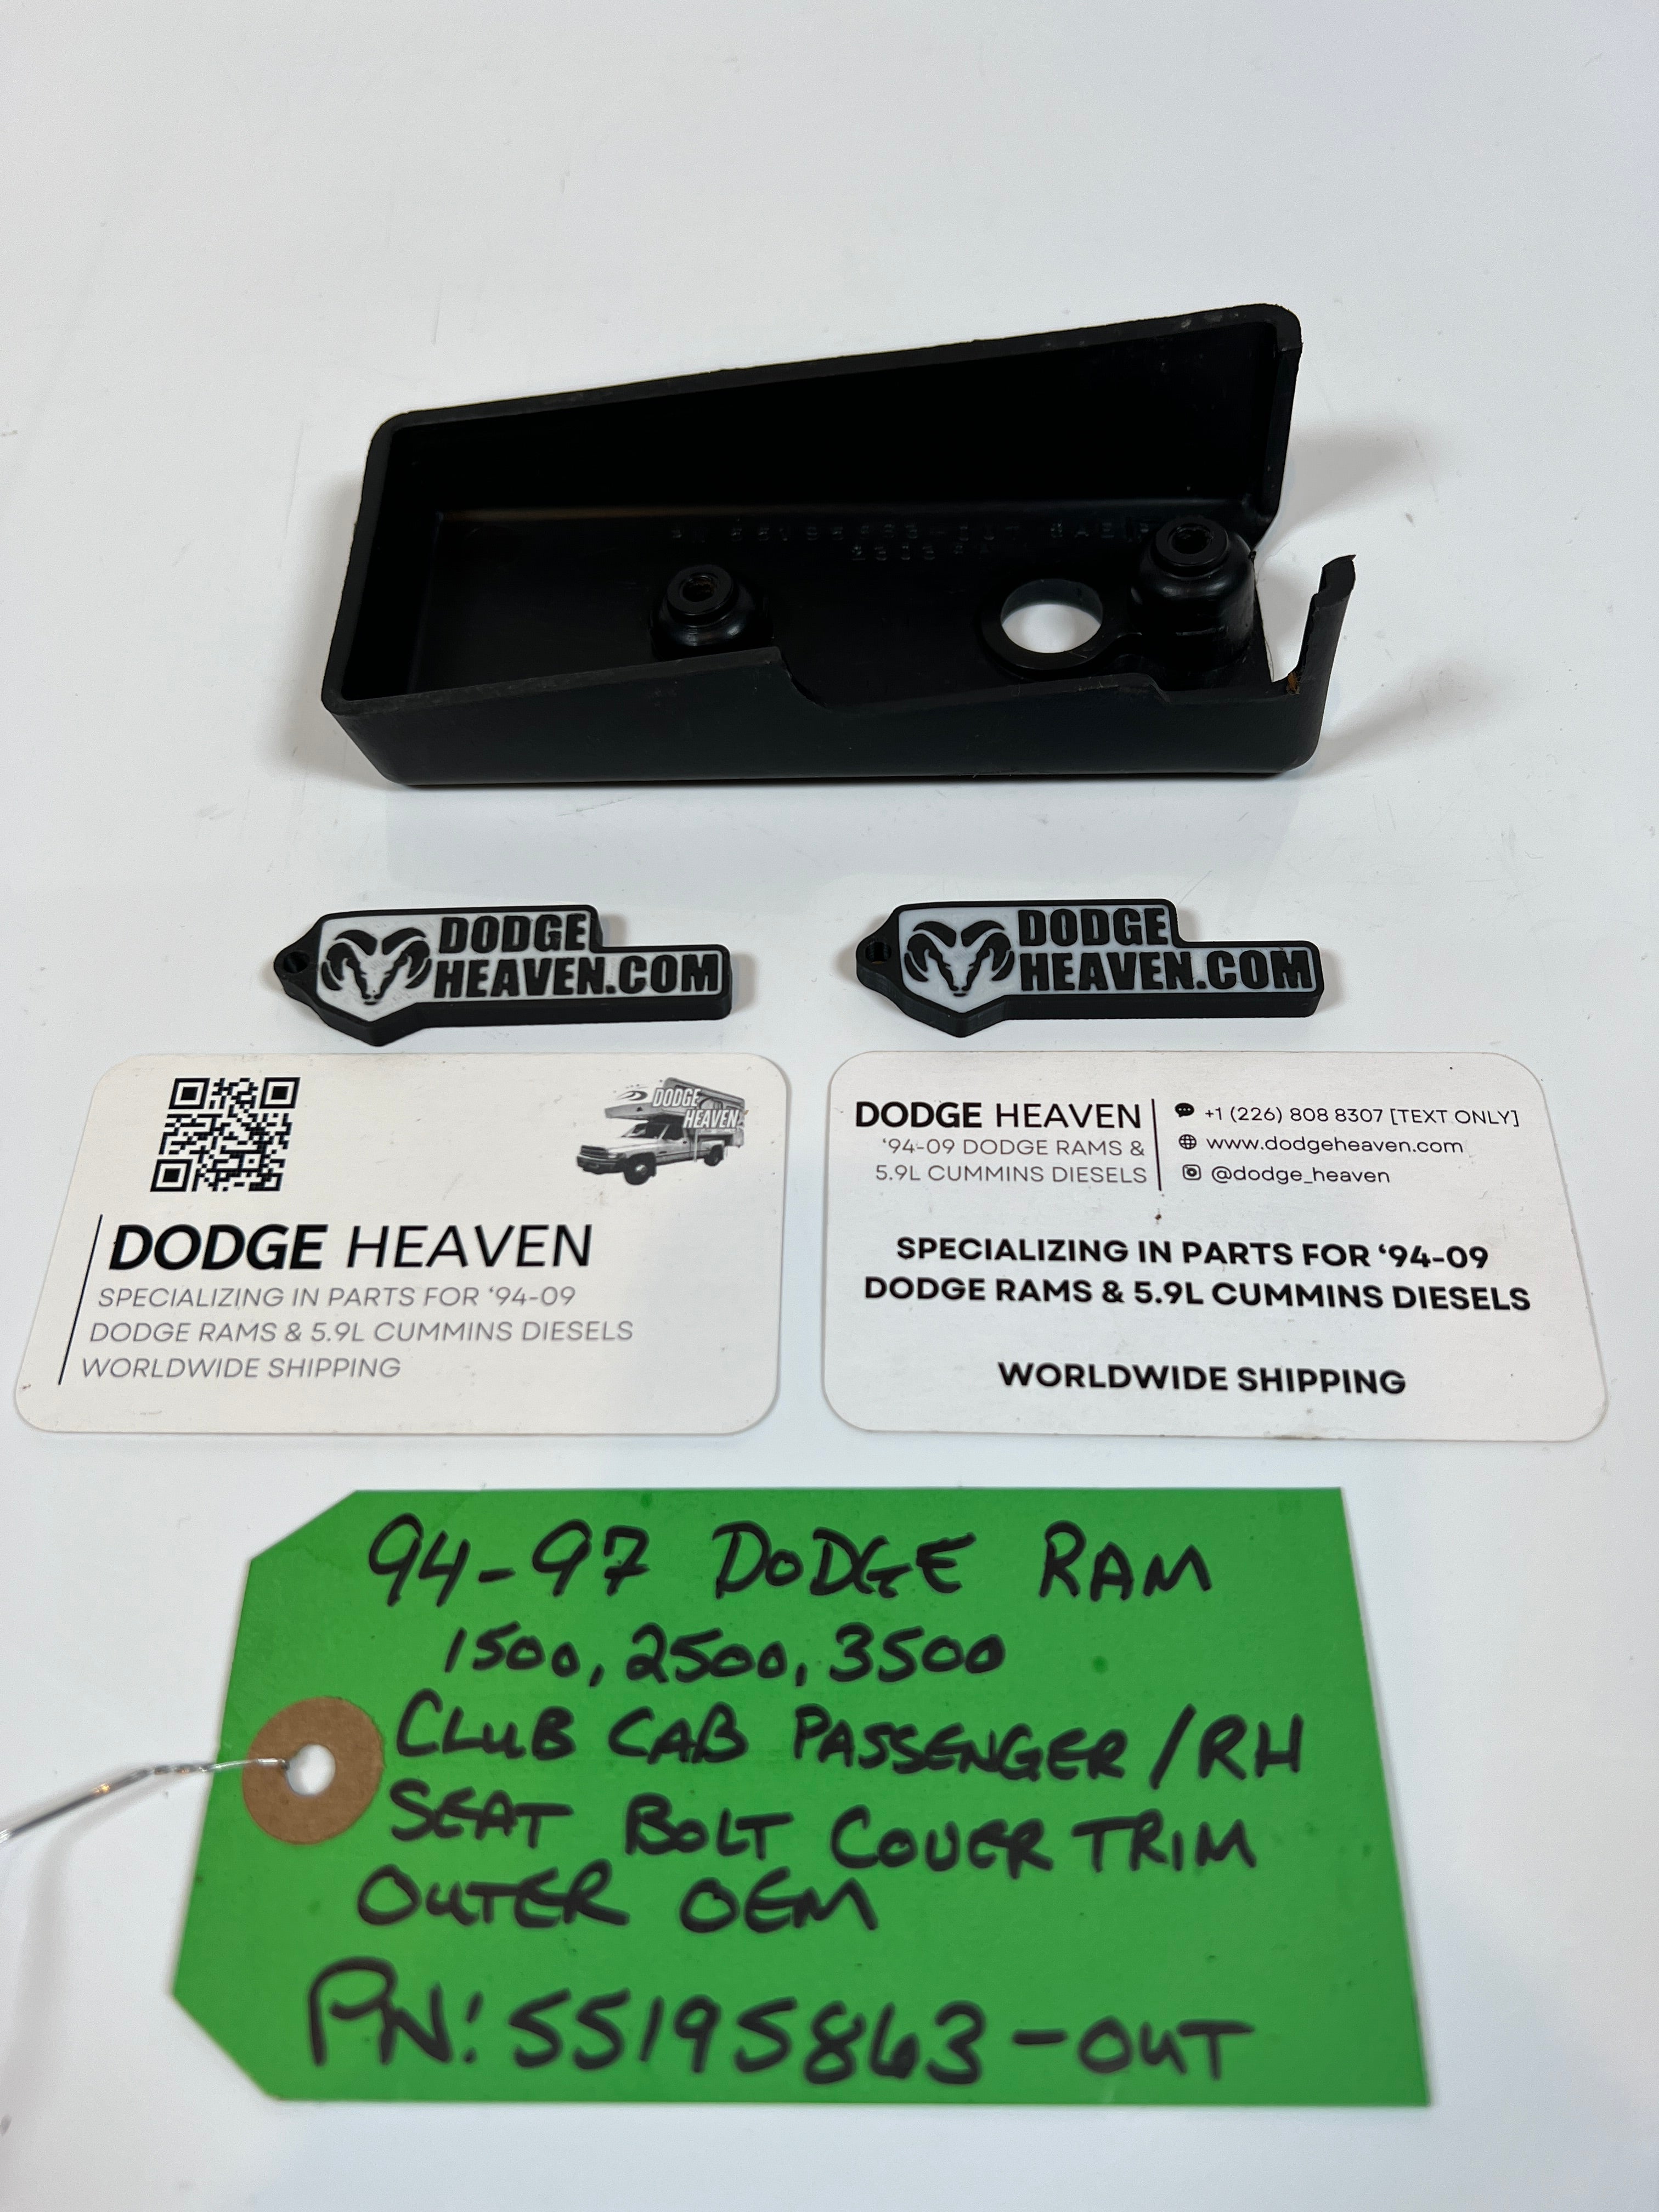 DODGE
HEAVEN.COM
DODGE
HEAVEN.COM
DODGE
HEAVEN
DODGE HEAVEN
SPECIALIZING IN PARTS FOR ‘94-09
DODGE RAMS & 5.9L CUMMINS DIESELS
WORLDWIDE SHIPPING
DODGE HEAVEN
‘94-09 DODGE RAMS &
5.9L CUMMINS DIESELS
+1 (226) 808 8307 [TEXT ONLY]
www.dodgeheaven.com
@dodge_heaven
SPECIALIZING IN PARTS FOR ‘94-09
DODGE RAMS & 5.9L CUMMINS DIESELS
WORLDWIDE SHIPPING
94-97 DODGE RAM
1500, 2500, 3500
CLUB CAB PASSENGER/RH
SEAT BOLT COVER TRIM
OUTER OEM
PN: 55195863-OUT